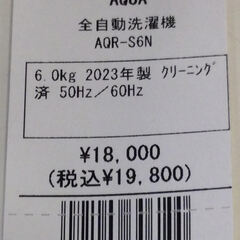 AQUA
全自動洗濯機
AQR-S6N
6.0kg 2023年製 ｸﾘｰﾆﾝｸﾞ
済 50Hz／60Hz
¥18,000
(税込¥19,800)